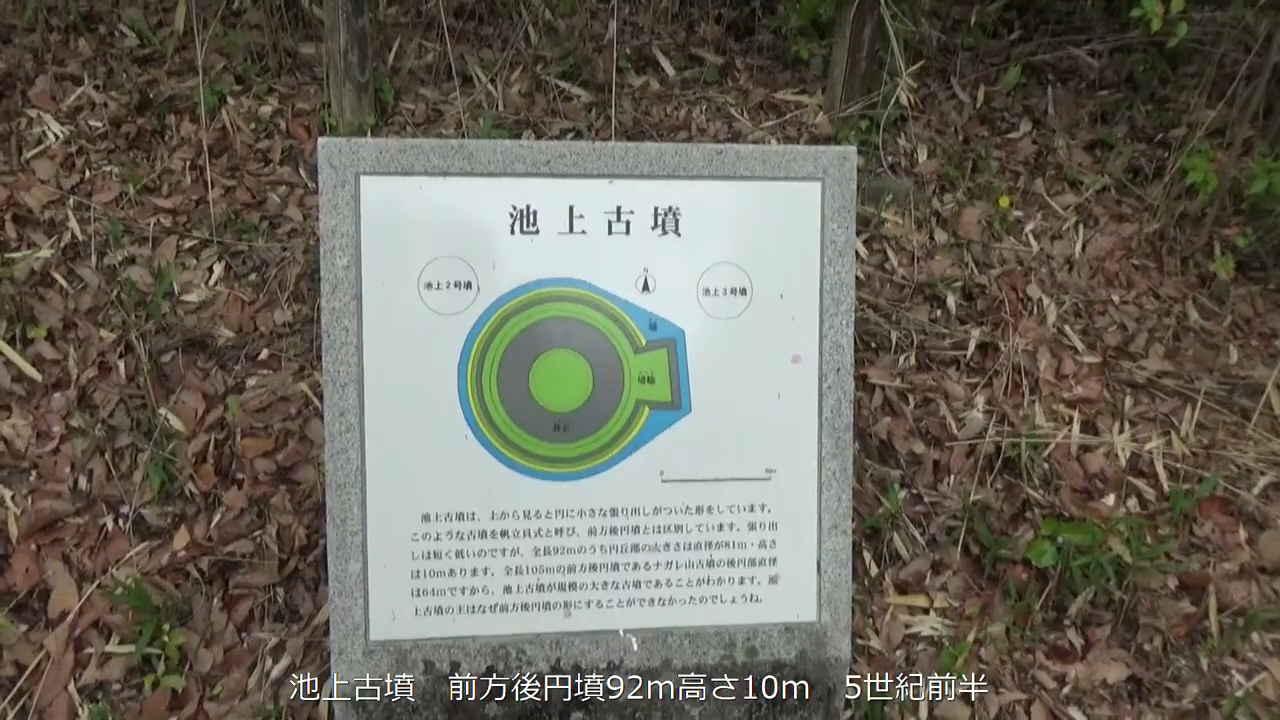 池上古墳
池上2号墳
N
池上3号墳
埴輪
葺石
0
池上古墳は、上から見ると円に小さな張り出しがついた形をしています。
このような古墳を帆立貝式と呼び、前方後円墳とは区別しています。張り出
しは短く低いのですが、全長92mのうち円丘部の大きさは直径が81m・高さ
は10mあります。全長105mの前方後円墳であるナガレ山古墳の後円部直径
は64mですから、池上古墳が規模の大きな古墳であることがわかります。池
上古墳の主はなぜ前方後円墳の形にすることができなかったのでしょうね。
池上古墳　前方後円墳92m高さ10m　5世紀前半